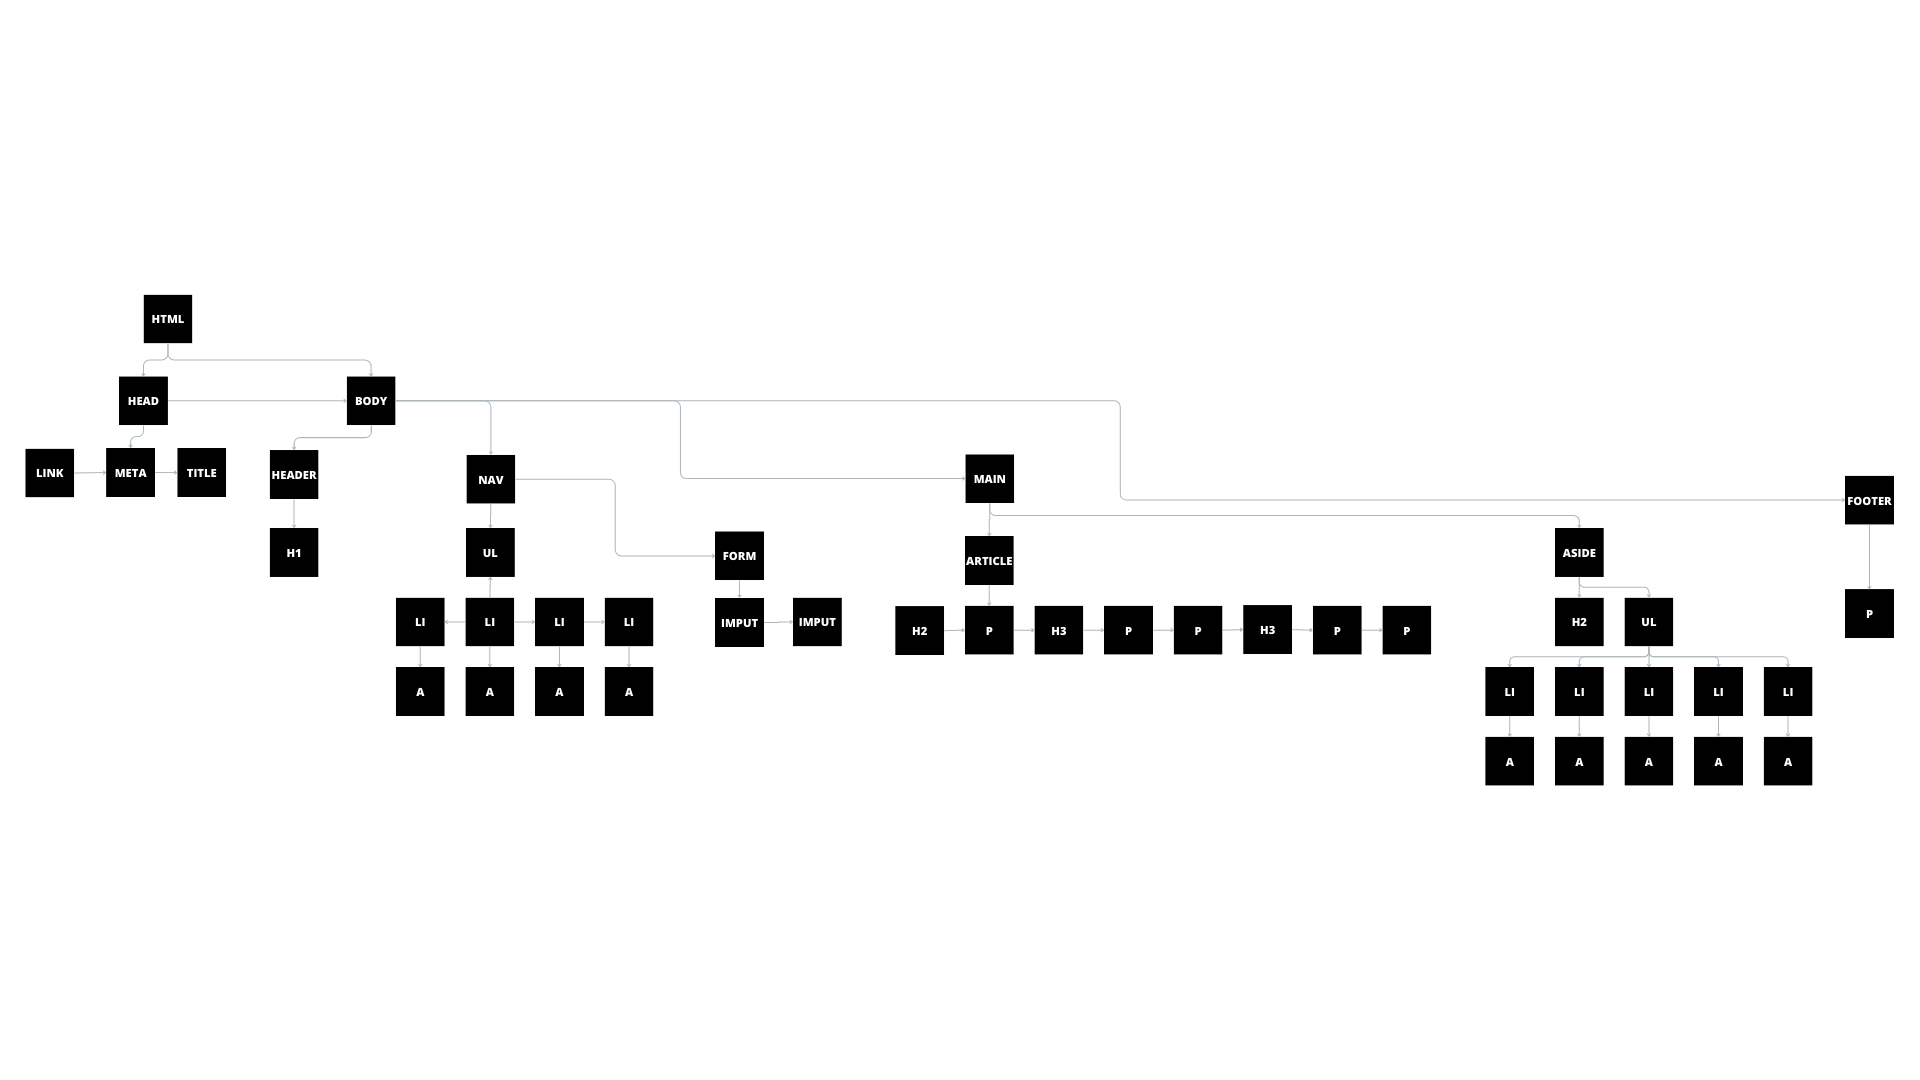 HTML
HEAD
BODY
LINK
META
TITLE
HEADER
NAV
MAIN
FOOTER
H1
UL
FORM
ARTICLE
ASIDE
LI
LI
LI
LI
IMPUT
IMPUT
H2
P
H3
P
P
H3
P
P
H2
UL
P
A
A
A
A
LI
LI
LI
LI
LI
A
A
A
A
A